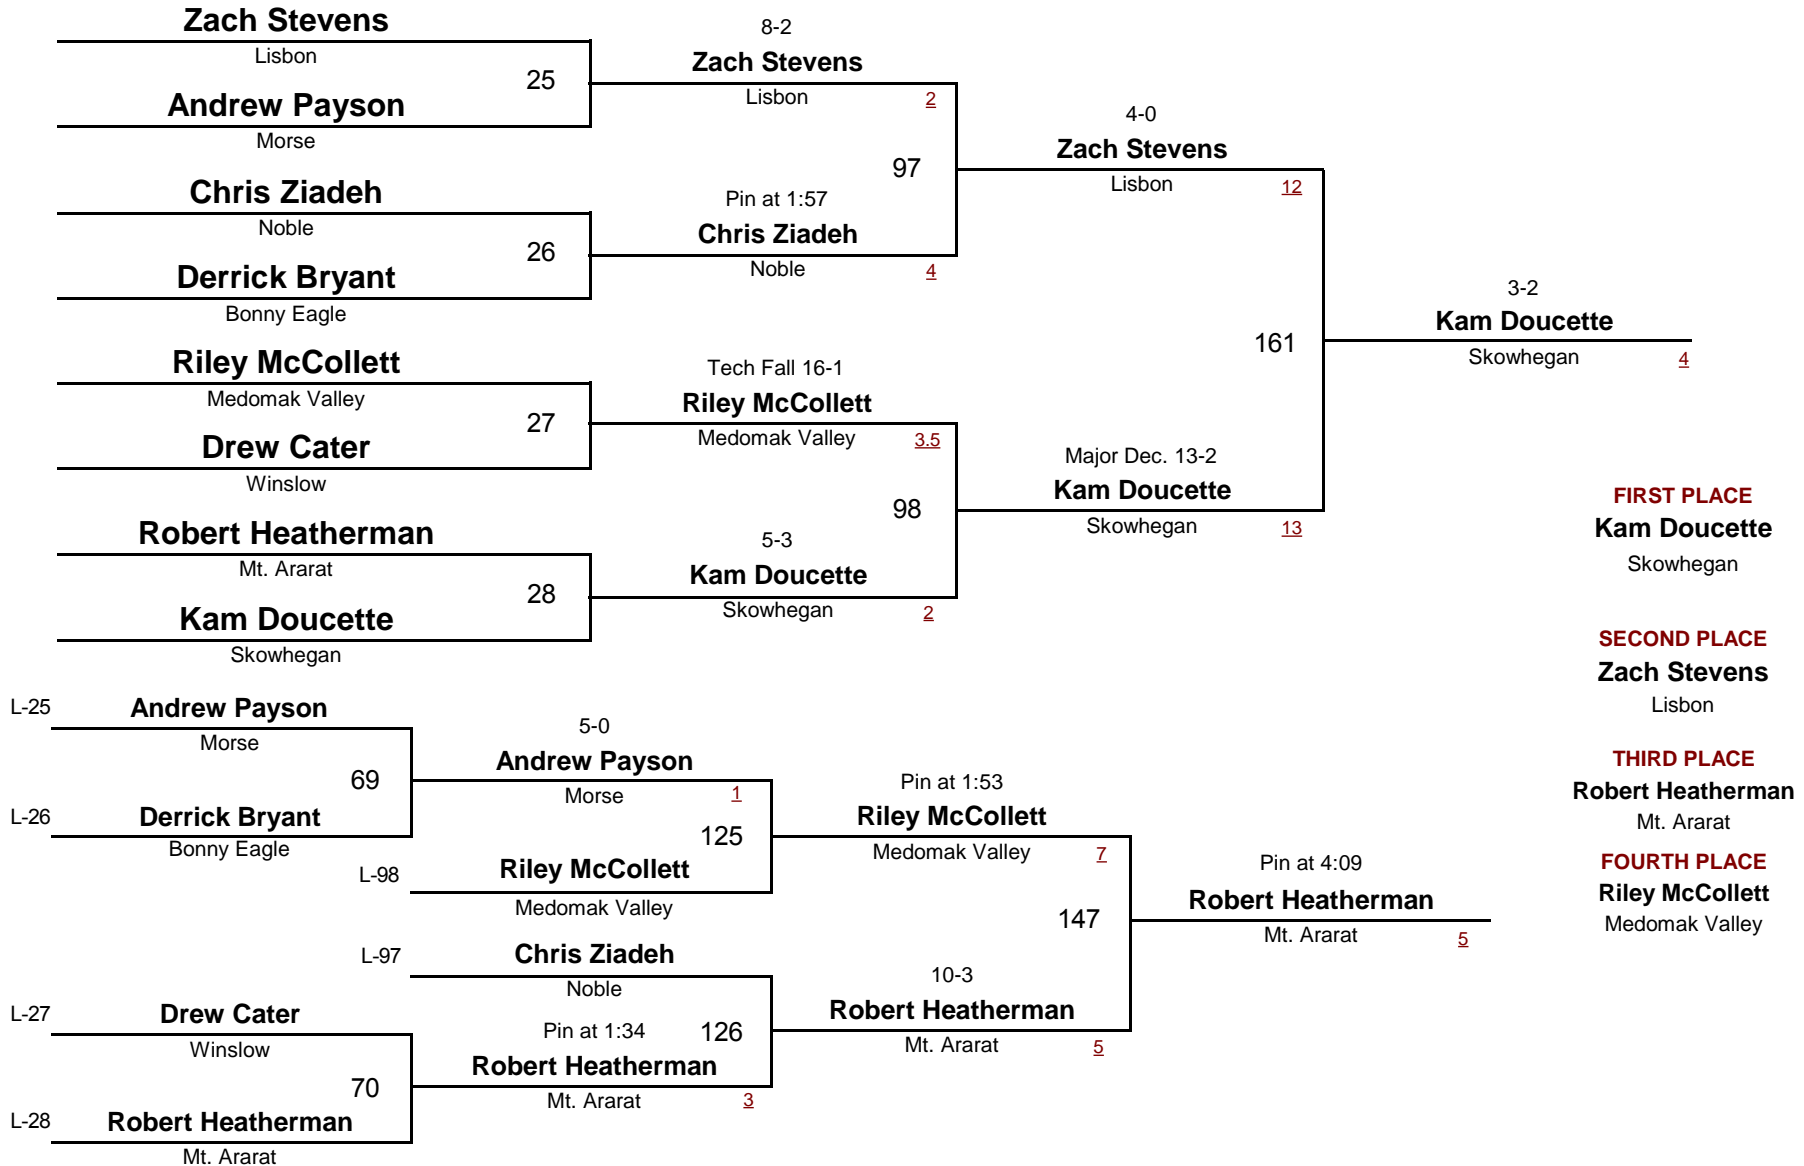 Zach Stevens
Lisbon
25
Andrew Payson
Morse
8-2
Zach Stevens
Lisbon
2
Chris Ziadeh
Noble
26
Derrick Bryant
Bonny Eagle
97
Pin at 1:57
Chris Ziadeh
Noble
4
4-0
Zach Stevens
Lisbon
12
Riley McCollett
Medomak Valley
27
Drew Cater
Winslow
Tech Fall 16-1
Riley McCollett
Medomak Valley
3.5
Robert Heatherman
Mt. Ararat
28
Kam Doucette
Skowhegan
98
5-3
Kam Doucette
Skowhegan
2
Major Dec. 13-2
Kam Doucette
Skowhegan
13
161
3-2
Kam Doucette
Skowhegan
4
FIRST PLACE
Kam Doucette
Skowhegan
SECOND PLACE
Zach Stevens
Lisbon
THIRD PLACE
Robert Heatherman
Mt. Ararat
FOURTH PLACE
Riley McCollett
Medomak Valley
L-25
Andrew Payson
Morse
69
L-26
Derrick Bryant
Bonny Eagle
5-0
Andrew Payson
Morse
1
125
L-98
Riley McCollett
Medomak Valley
Pin at 1:53
Riley McCollett
Medomak Valley
7
L-97
Chris Ziadeh
Noble
L-27
Drew Cater
Winslow
70
L-28
Robert Heatherman
Mt. Ararat
Pin at 1:34
126
Robert Heatherman
Mt. Ararat
3
10-3
Robert Heatherman
Mt. Ararat
5
147
Pin at 4:09
Robert Heatherman
Mt. Ararat
5